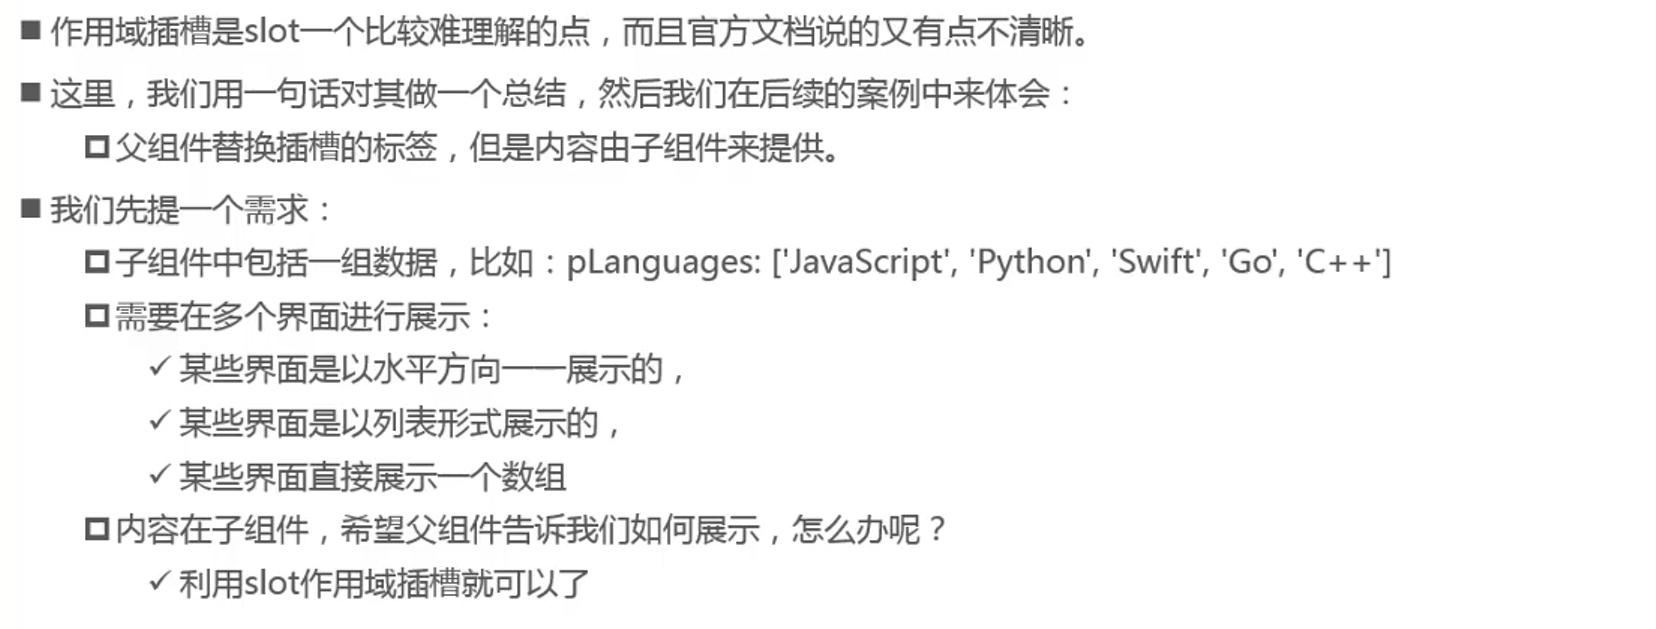 ■ 作用域插槽是slot一个比较难理解的点，而且官方文档说的又有点不清晰。
■ 这里，我们用一句话对其做一个总结，然后我们在后续的案例中来体会：
父组件替换插槽的标签，但是内容由子组件来提供。
■ 我们先提一个需求：
子组件中包括一组数据，比如：pLanguages: ['JavaScript', 'Python', 'Swift', 'Go', 'C++']
需要在多个界面进行展示：
✓ 某些界面是以水平方向一一展示的，
✓ 某些界面是以列表形式展示的，
✓ 某些界面直接展示一个数组
内容在子组件，希望父组件告诉我们如何展示，怎么办呢？
✓ 利用slot作用域插槽就可以了